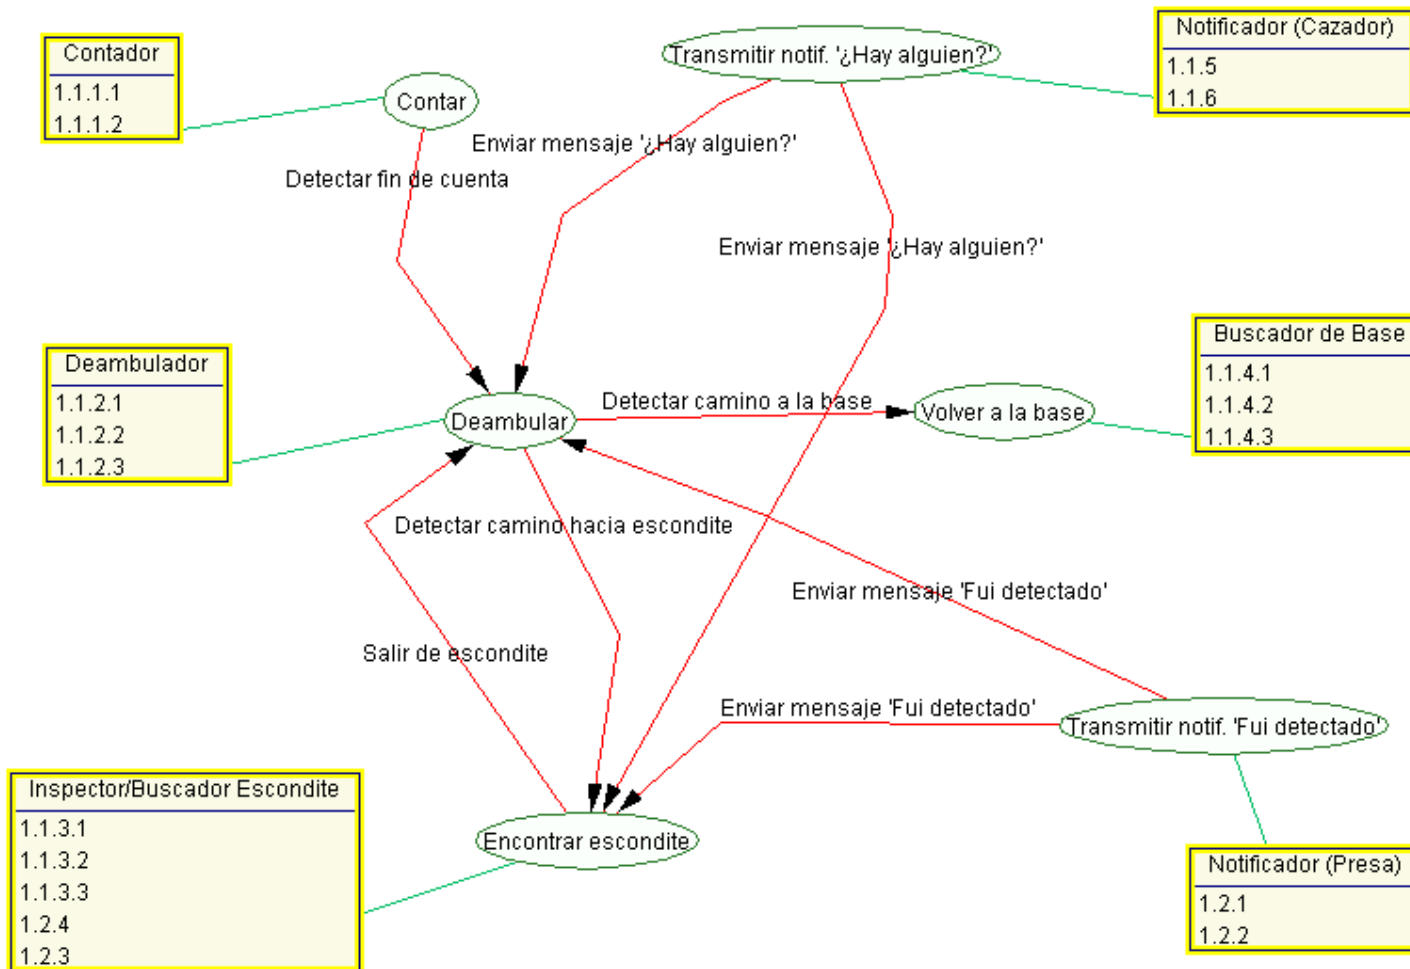 Contador
1.1.1.1
1.1.1.2
Contar
Transmitir notif. '¿Hay alguien?'
Notificador (Cazador)
1.1.5
1.1.6
Enviar mensaje '¿Hay alguien?'
Detectar fin de cuenta
Enviar mensaje '¿Hay alguien?'
Deambulador
1.1.2.1
1.1.2.2
1.1.2.3
Deambular
Detectar camino a la base
Volver a la base
Buscador de Base
1.1.4.1
1.1.4.2
1.1.4.3
Detectar camino hacia escondite
Enviar mensaje 'Fui detectado'
Salir de escondite
Enviar mensaje 'Fui detectado'
Transmitir notif. 'Fui detectado'
Inspector/Buscador Escondite
1.1.3.1
1.1.3.2
1.1.3.3
1.2.4
1.2.3
Encontrar escondite
Notificador (Presa)
1.2.1
1.2.2